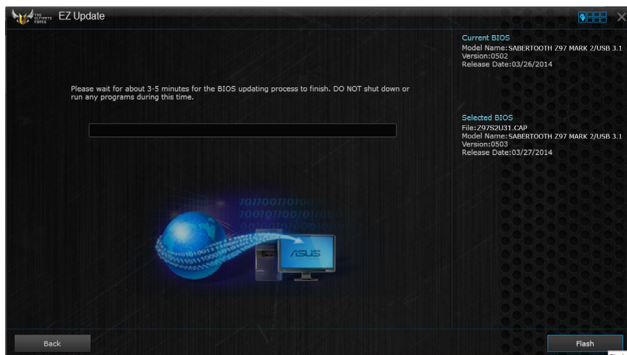 THE ULTIMATE FORCE
EZ Update
Current BIOS
Model Name: SABERTOOTH Z97 MARK 2/USB 3.1
Version:0502
Release Date:03/26/2014
Please wait for about 3-5 minutes for the BIOS updating process to finish. DO NOT shut down or
run any programs during this time.
Selected BIOS
File:Z97S2U31.CAP
Model Name: SABERTOOTH Z97 MARK 2/USB 3.1
Version:0503
Release Date:03/27/2014
ASUS
Back
Flash